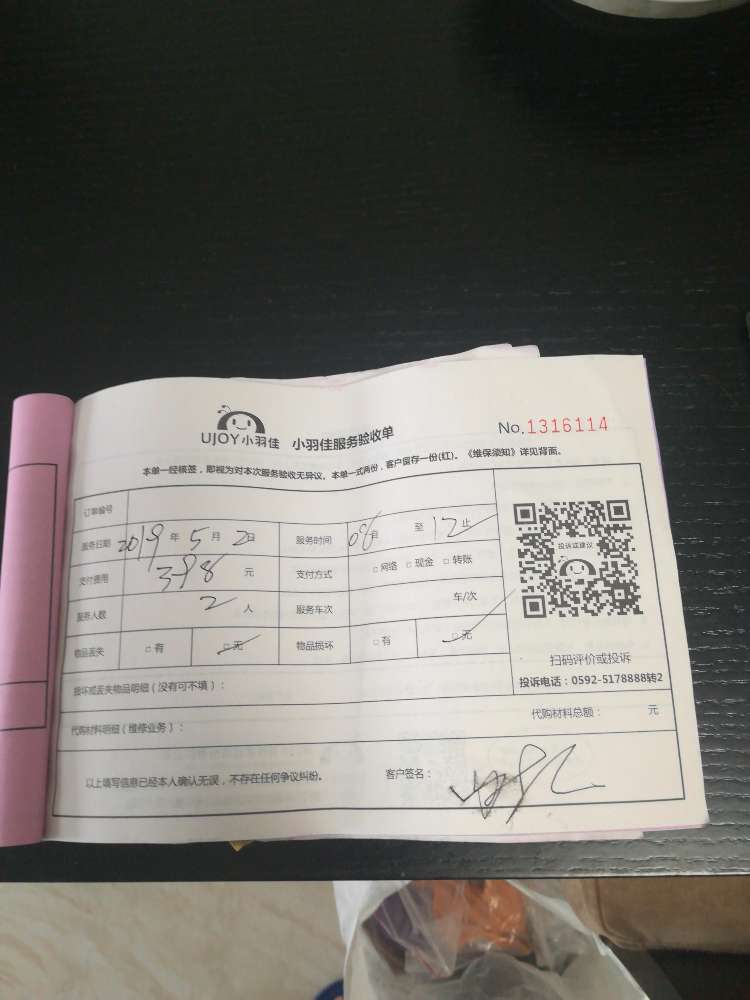 UJOY小羽佳 小羽佳服务验收单 No.1316114
本单一经核签，即视为对本次服务验收无异议。本单一式两份，客户留存一份(红)。《维保须知》详见背面。
订单编号
服务日期 2019 年 5 月 2日 服务时间 08 至 12 止
支付费用 398 元 支付方式 □ 网络 □ 现金 □ 转账
服务人数 2 人 服务车次 车/次
物品丢失 □ 有 □ 无 物品损坏 □ 有 □ 无
投诉或建议
扫码评价或投诉
投诉电话：0592-5178888转2
损坏或丢失物品明细（没有可不填）：
代购材料明细（维修业务）： 代购材料总额： 元
以上填写信息已经本人确认无误，不存在任何争议纠纷。 客户签名：